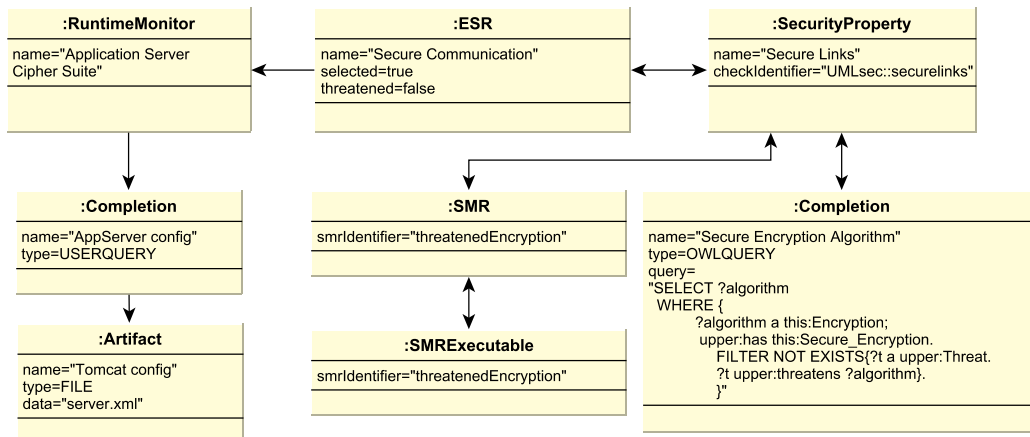 :RuntimeMonitor
name="Application Server
Cipher Suite"
:ESR
name="Secure Communication"
selected=true
threatened=false
:SecurityProperty
name="Secure Links"
checkIdentifier="UMLsec::securelinks"
:Completion
name="AppServer config"
type=USERQUERY
:SMR
smrIdentifier="threatenedEncryption"
:Completion
name="Secure Encryption Algorithm"
type=OWLQUERY
query=
"SELECT ?algorithm
WHERE {
?algorithm a this:Encryption;
upper:has this:Secure_Encryption.
FILTER NOT EXISTS{?t a upper:Threat.
?t upper:threatens ?algorithm}.
}"
:Artifact
name="Tomcat config"
type=FILE
data="server.xml"
:SMRExecutable
smrIdentifier="threatenedEncryption"